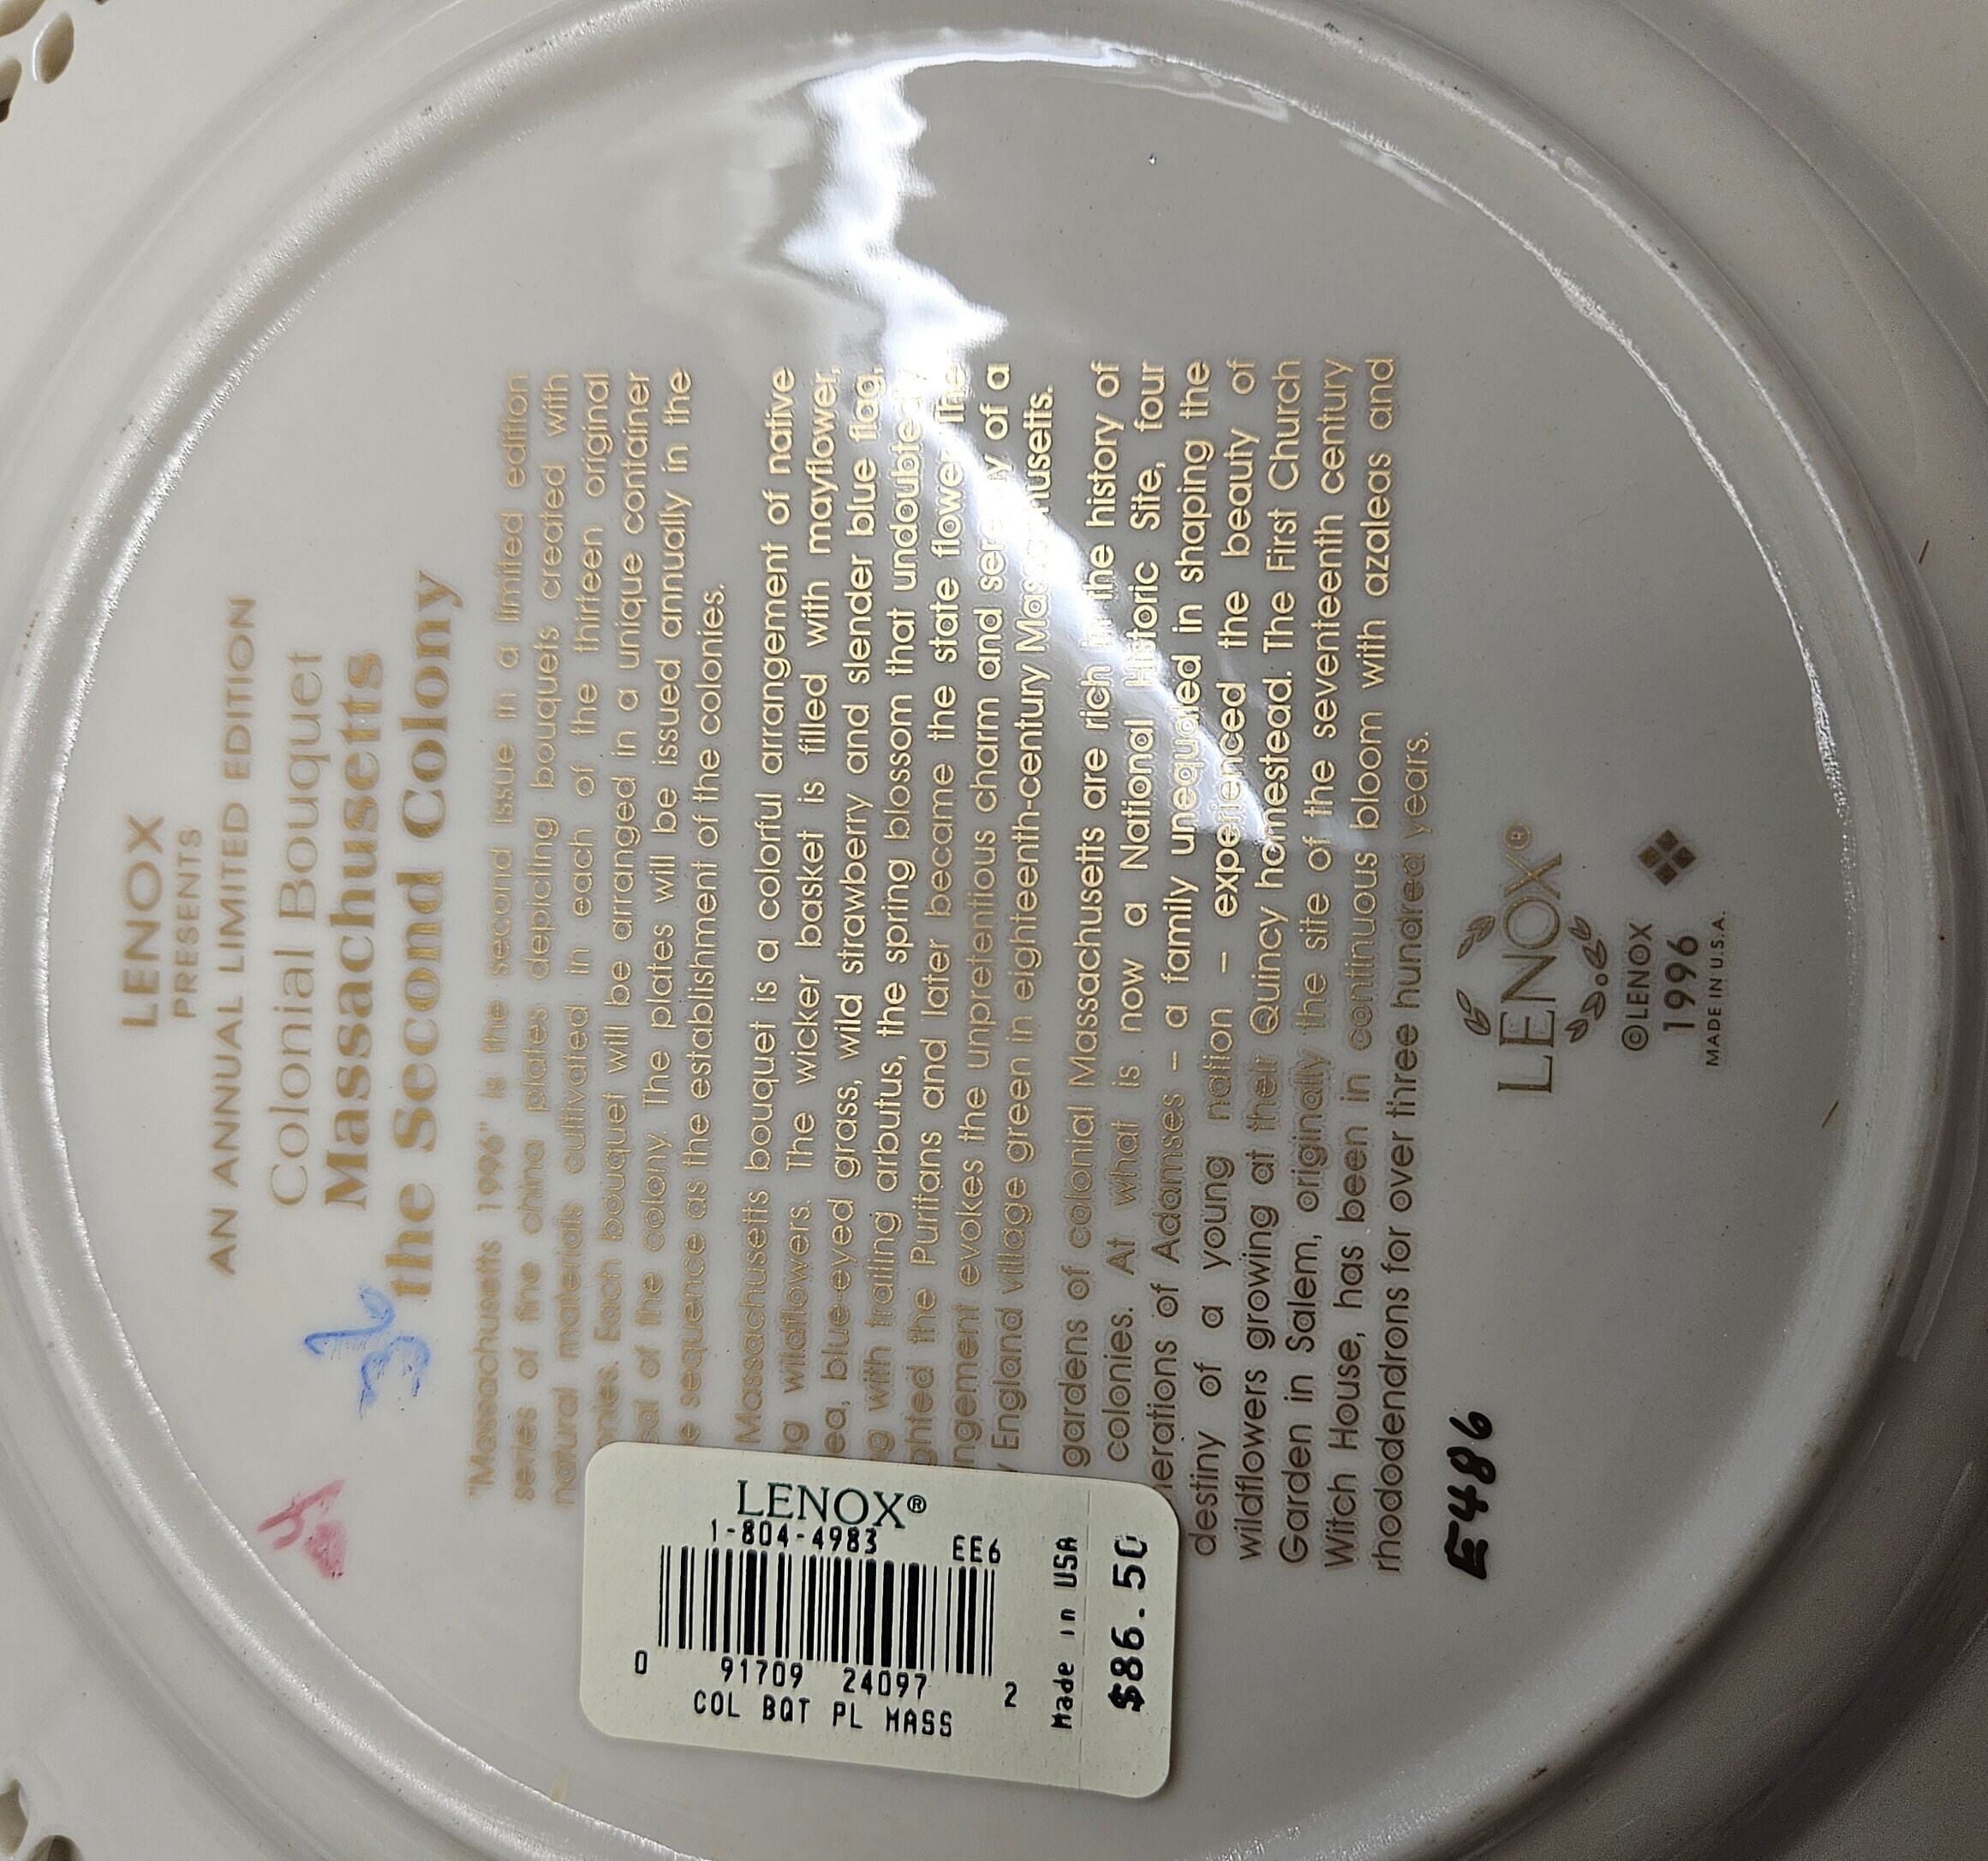 LENOX
PRESENTS
AN ANNUAL LIMITED EDITION
Colonial Bouquet
Massachusetts
the Second Colony
"Massachusetts 1996" is the second issue in a limited edition
series of fine china plates depicting bouquets created with
natural materials cultivated in each of the thirteen original
Each bouquet will be arranged in a unique container
of the colony. The plates will be issued annually in the
sequence as the establishment of the colonies.
Massachusetts bouquet is a colorful arrangement of native
wildflowers. The wicker basket is filled with mayflower,
blue-eyed grass, wild strawberry and slender blue flag,
with trailing arbutus, the spring blossom that undoubtedly
the Puritans and later became the state flower. The
evokes the unpretentious charm and serenity of a
England village green in eighteenth-century Massachusetts.
gardens of colonial Massachusetts are rich in the history of
colonies. At what is now a National Historic Site, four
of Adamses – a family unequaled in shaping the
destiny of a young nation – experienced the beauty of
wildflowers growing at their Quincy homestead. The First Church
Garden in Salem, originally the site of the seventeenth century
Witch House, has been in continuous bloom with azaleas and
rhododendrons for over three hundred years.
LENOX®
©LENOX
1996
MADE IN U.S.A.
36
E486
LENOX®
1-804-4983
EE6
0 91709 24097 2
COL BQT PL MASS
Made in USA
$86.50